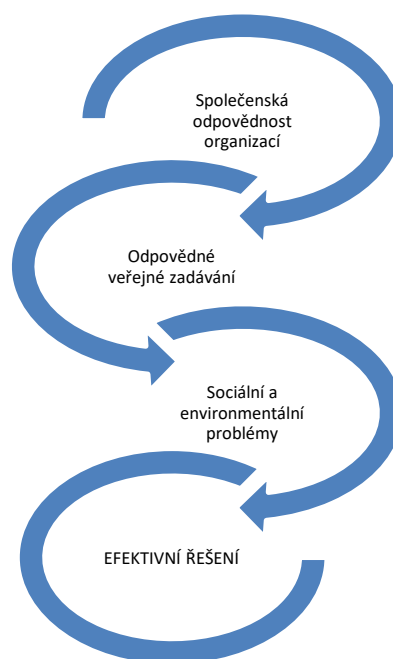 Společenská
odpovědnost
organizací
Odpovědné
veřejné zadávání
Sociální a
environmentální
problémy
EFEKTIVNÍ ŘEŠENÍ